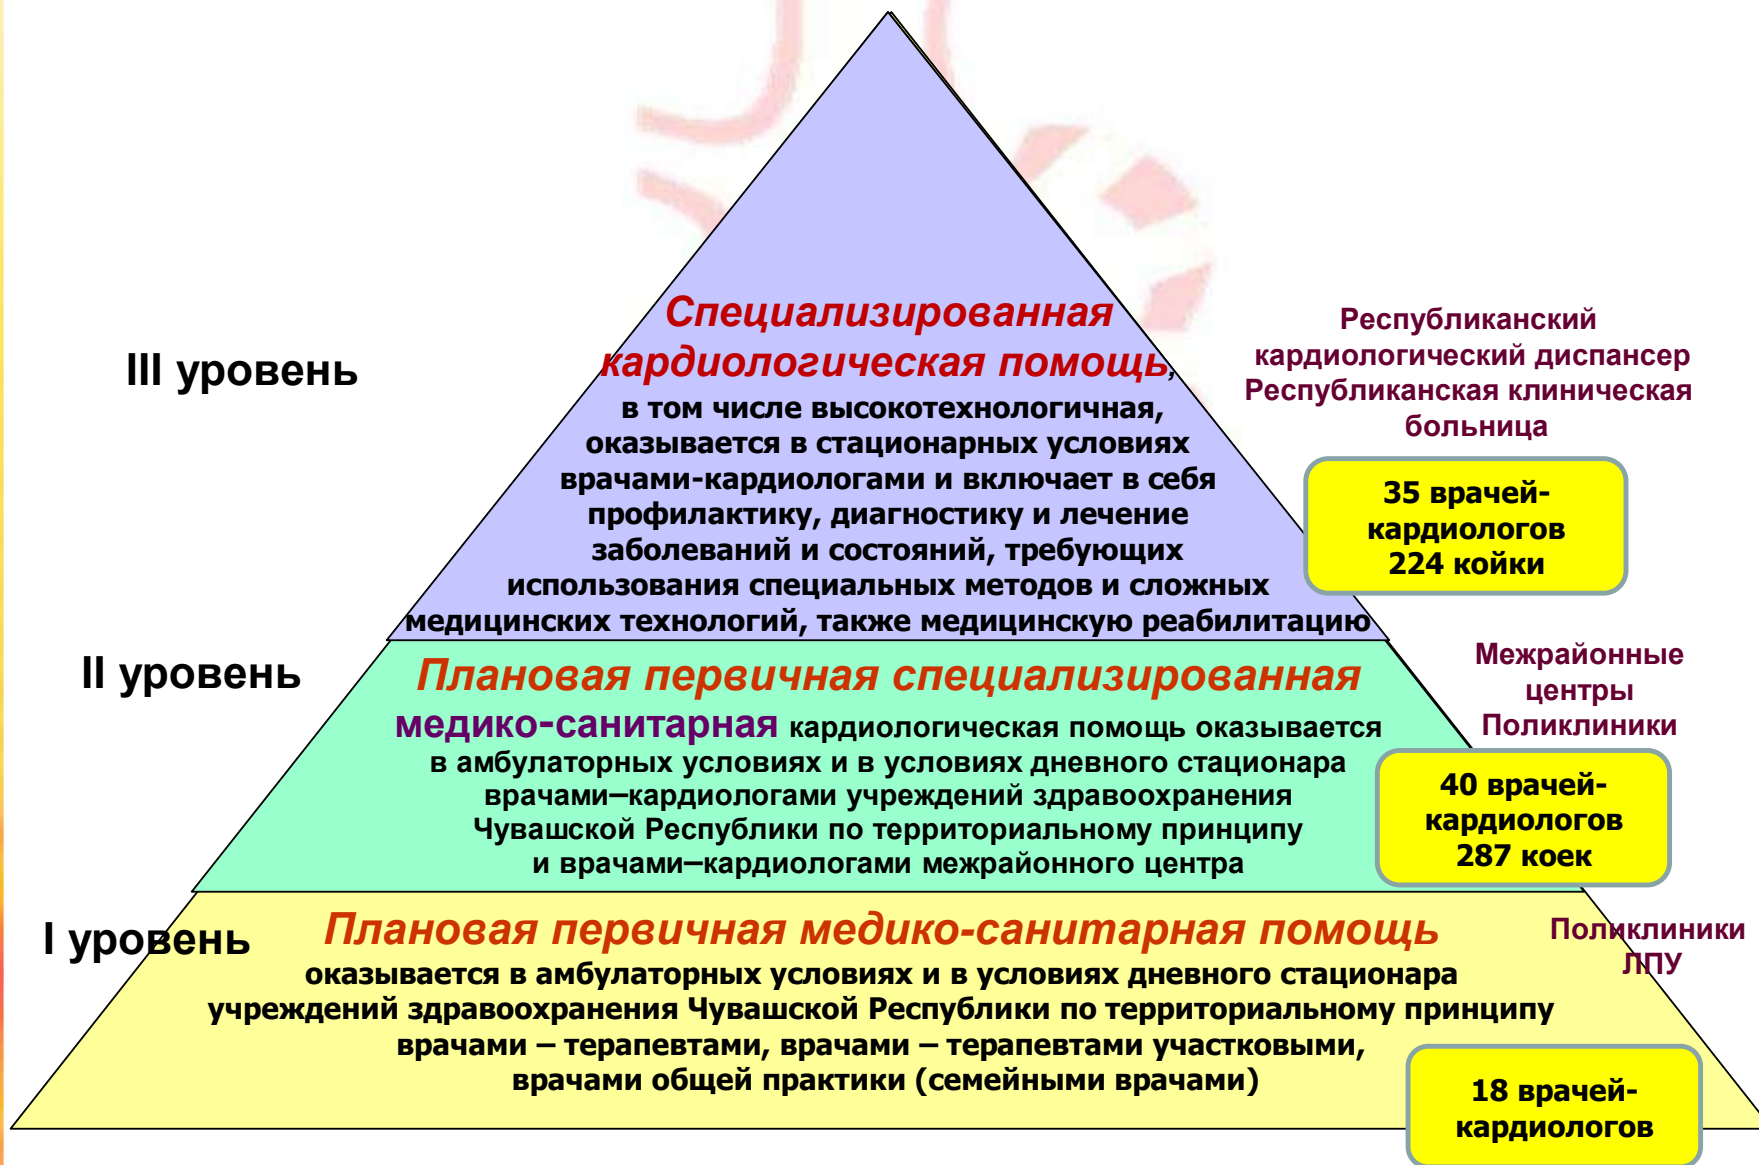 III уровень
Специализированная
кардиологическая помощь,
в том числе высокотехнологичная,
оказывается в стационарных условиях
врачами-кардиологами и включает в себя
профилактику, диагностику и лечение
заболеваний и состояний, требующих
использования специальных методов и сложных
медицинских технологий, также медицинскую реабилитацию
Республиканский
кардиологический диспансер
Республиканская клиническая
больница
35 врачей-
кардиологов
224 койки
II уровень
Плановая первичная специализированная
медико-санитарная кардиологическая помощь оказывается
в амбулаторных условиях и в условиях дневного стационара
врачами–кардиологами учреждений здравоохранения
Чувашской Республики по территориальному принципу
и врачами–кардиологами межрайонного центра
Межрайонные
центры
Поликлиники
40 врачей-
кардиологов
287 коек
I уровень
Плановая первичная медико-санитарная помощь
оказывается в амбулаторных условиях и в условиях дневного стационара
учреждений здравоохранения Чувашской Республики по территориальному принципу
врачами – терапевтами, врачами – терапевтами участковыми,
врачами общей практики (семейными врачами)
Поликлиники
ЛПУ
18 врачей-
кардиологов